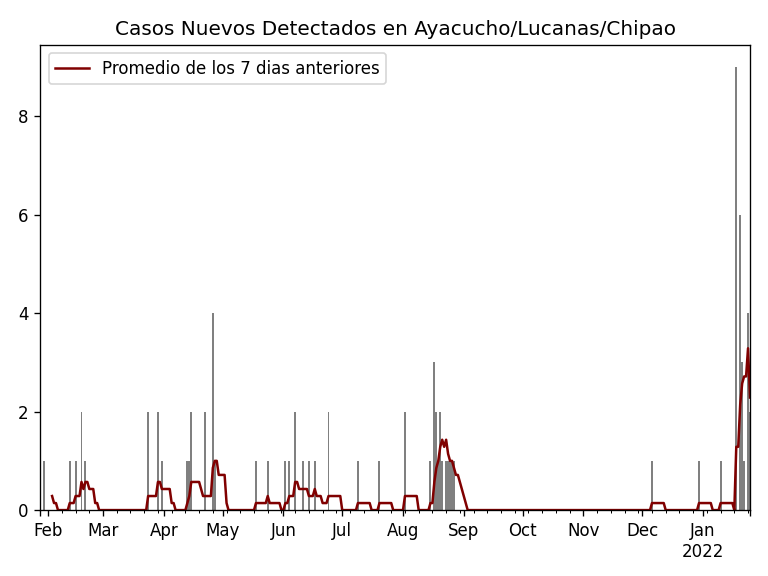 Casos Nuevos Detectados en Ayacucho/Lucanas/Chipao
Promedio de los 7 dias anteriores
8
6
4
2
0
Feb Mar Apr May Jun Jul Aug Sep Oct Nov Dec Jan
2022